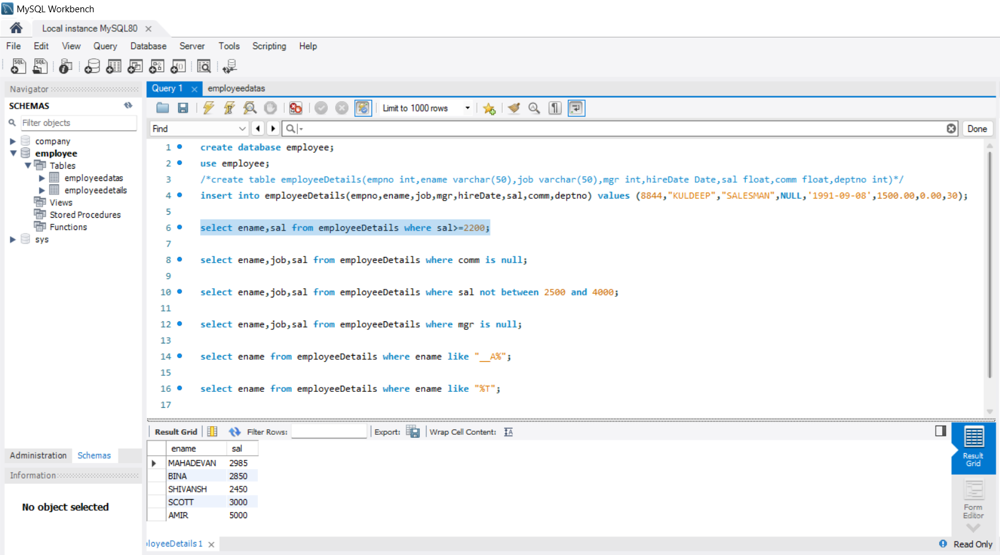 MySQL Workbench
Local instance MySQL80
File Edit View Query Database Server Tools Scripting Help
Navigator
SCHEMAS
Filter objects
company
employee
Tables
employeedatas
employeedetails
Views
Stored Procedures
Functions
sys
Administration Schemas
Information
No object selected
Query 1 employeedatas
Limit to 1000 rows
Find
Done
1 create database employee;
2 use employee;
3 /*create table employeeDetails(empno int,ename varchar(50),job varchar(50),mgr int,hireDate Date,sal float,comm float,deptno int)*/
4 insert into employeeDetails(empno,ename,job,mgr,hireDate,sal,comm,deptno) values (8844,"KULDEEP","SALESMAN",NULL,'1991-09-08',1500.00,0.00,30);
5
6 select ename,sal from employeeDetails where sal>=2200;
7
8 select ename,job,sal from employeeDetails where comm is null;
9
10 select ename,job,sal from employeeDetails where sal not between 2500 and 4000;
11
12 select ename,job,sal from employeeDetails where mgr is null;
13
14 select ename from employeeDetails where ename like "__A%";
15
16 select ename from employeeDetails where ename like "%T";
17
Result Grid Filter Rows: Export: Wrap Cell Content:
ename sal
MAHADEVAN 2985
BINA 2850
SHIVANSH 2450
SCOTT 3000
AMIR 5000
Result
Grid
Form
Editor
loyeeDetails1
Read Only